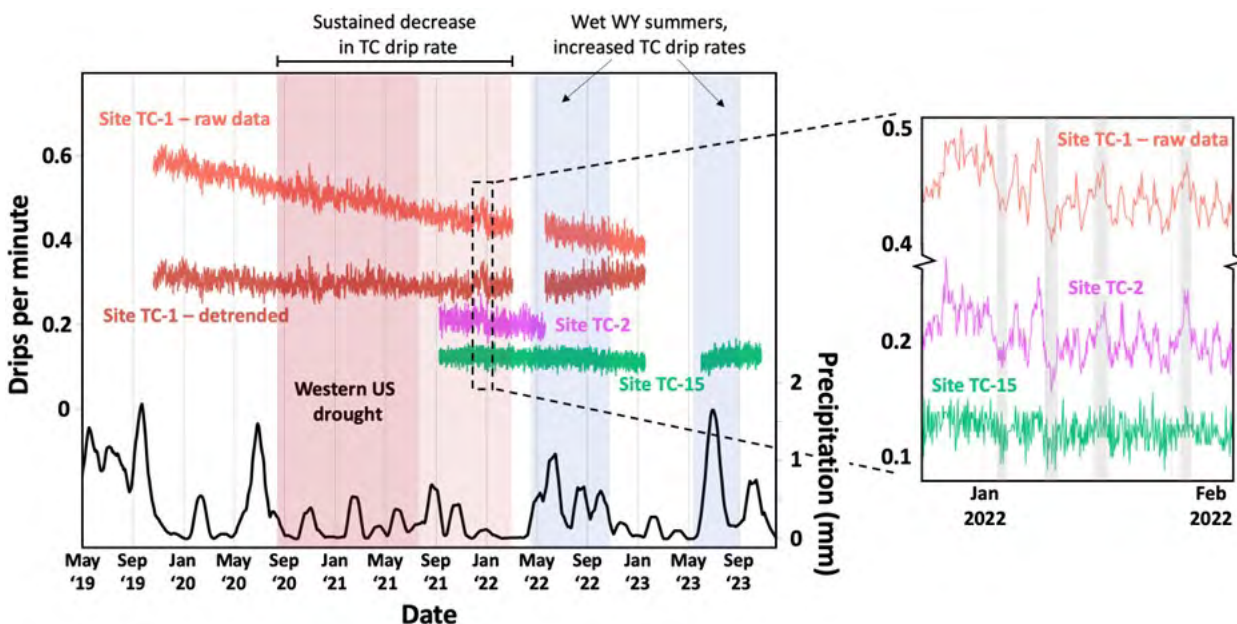 Sustained decrease
in TC drip rate
Wet WY summers,
increased TC drip rates
Site TC-1 – raw data
Site TC-1 – detrended
Site TC-2
Site TC-15
Western US
drought
Drips per minute
0.6
0.4
0.2
0
Precipitation (mm)
2
1
0
May Sep Jan May Sep Jan May Sep Jan May Sep Jan May Sep
‘19 ‘19 ‘20 ‘20 ‘20 ‘21 ‘21 ‘21 ‘22 ‘22 ‘22 ‘23 ‘23 ‘23
Date
0.5
Site TC-1 – raw data
0.4
Site TC-2
0.2
Site TC-15
0.1
Jan Feb
2022 2022